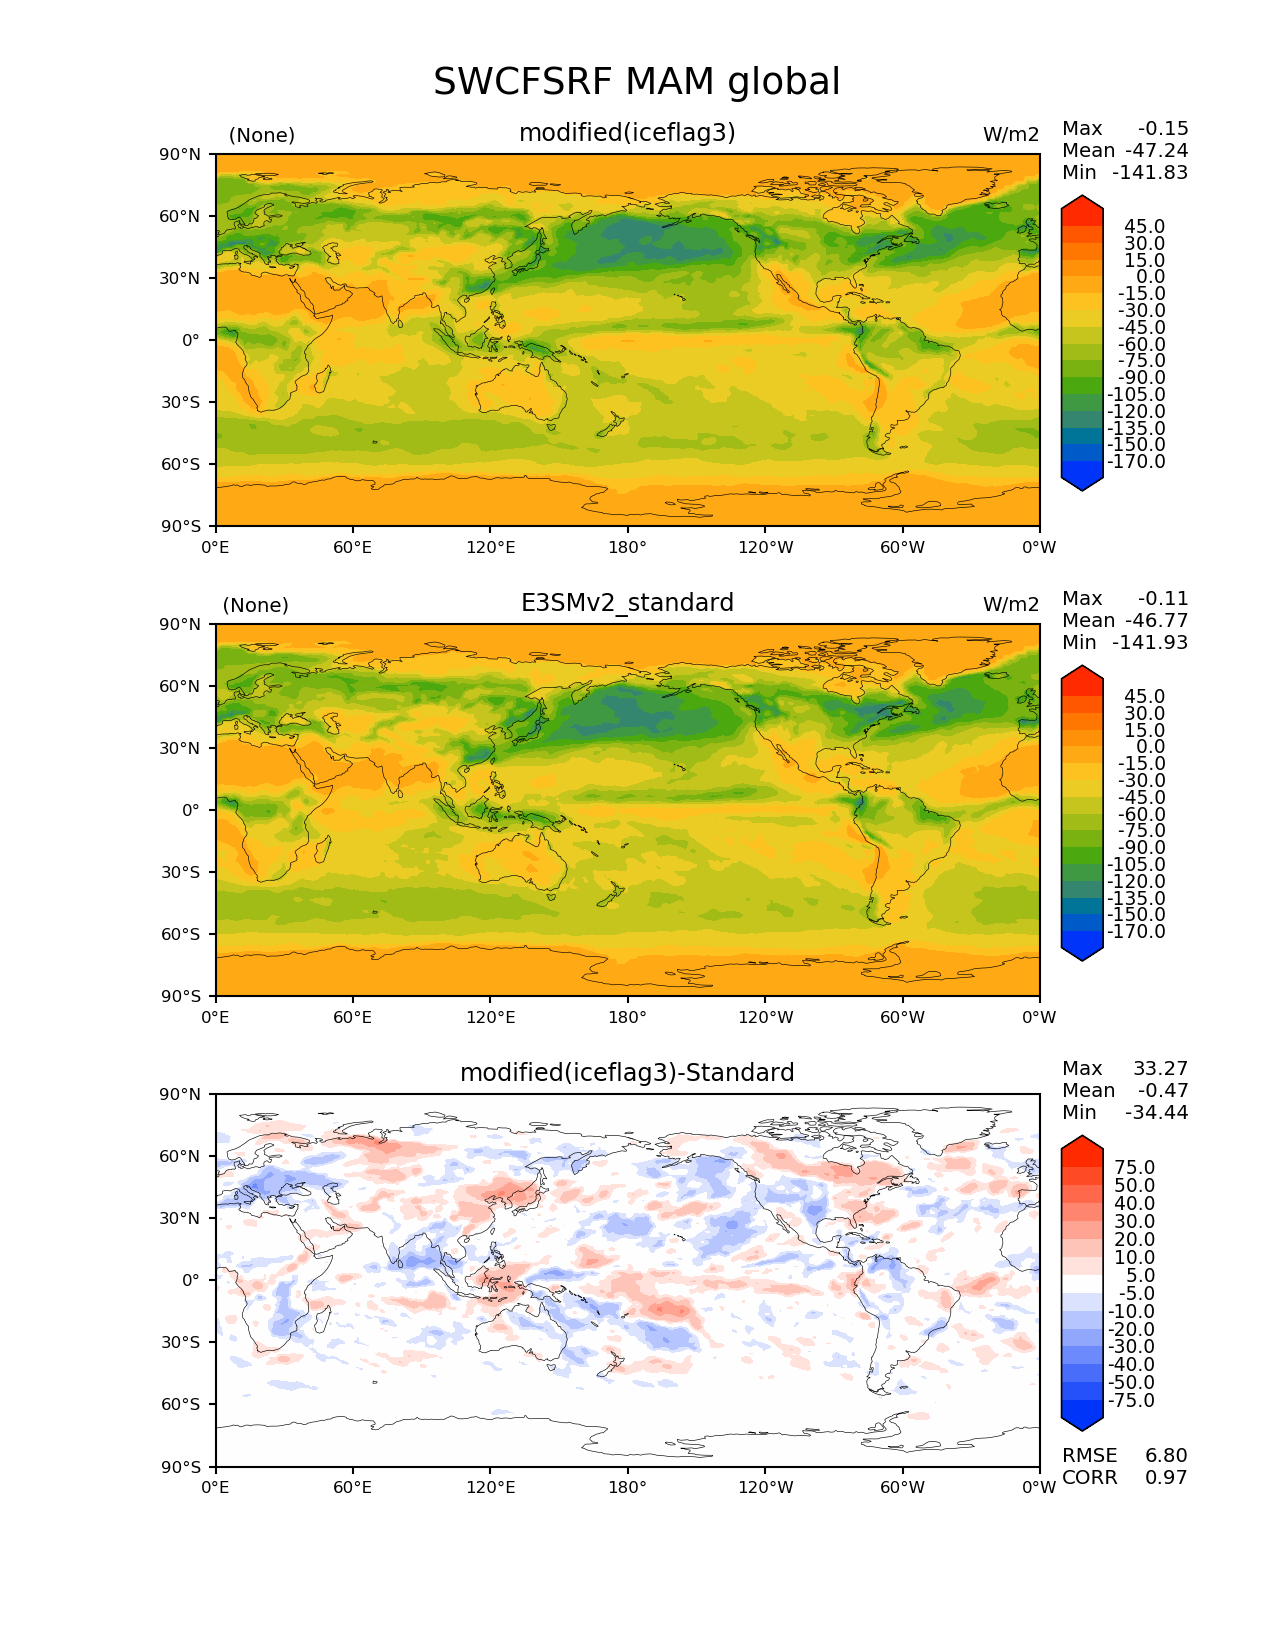 SWCFSRF MAM global
(None) modified(iceflag3) W/m2
Max -0.15
Mean -47.24
Min -141.83
90°N
60°N
30°N
0°
30°S
60°S
90°S
0°E 60°E 120°E 180° 120°W 60°W 0°W
45.0
30.0
15.0
0.0
-15.0
-30.0
-45.0
-60.0
-75.0
-90.0
-105.0
-120.0
-135.0
-150.0
-170.0
(None) E3SMv2_standard W/m2
Max -0.11
Mean -46.77
Min -141.93
90°N
60°N
30°N
0°
30°S
60°S
90°S
0°E 60°E 120°E 180° 120°W 60°W 0°W
45.0
30.0
15.0
0.0
-15.0
-30.0
-45.0
-60.0
-75.0
-90.0
-105.0
-120.0
-135.0
-150.0
-170.0
modified(iceflag3)-Standard
Max 33.27
Mean -0.47
Min -34.44
90°N
60°N
30°N
0°
30°S
60°S
90°S
0°E 60°E 120°E 180° 120°W 60°W 0°W
75.0
50.0
40.0
30.0
20.0
10.0
5.0
-5.0
-10.0
-20.0
-30.0
-40.0
-50.0
-75.0
RMSE 6.80
CORR 0.97